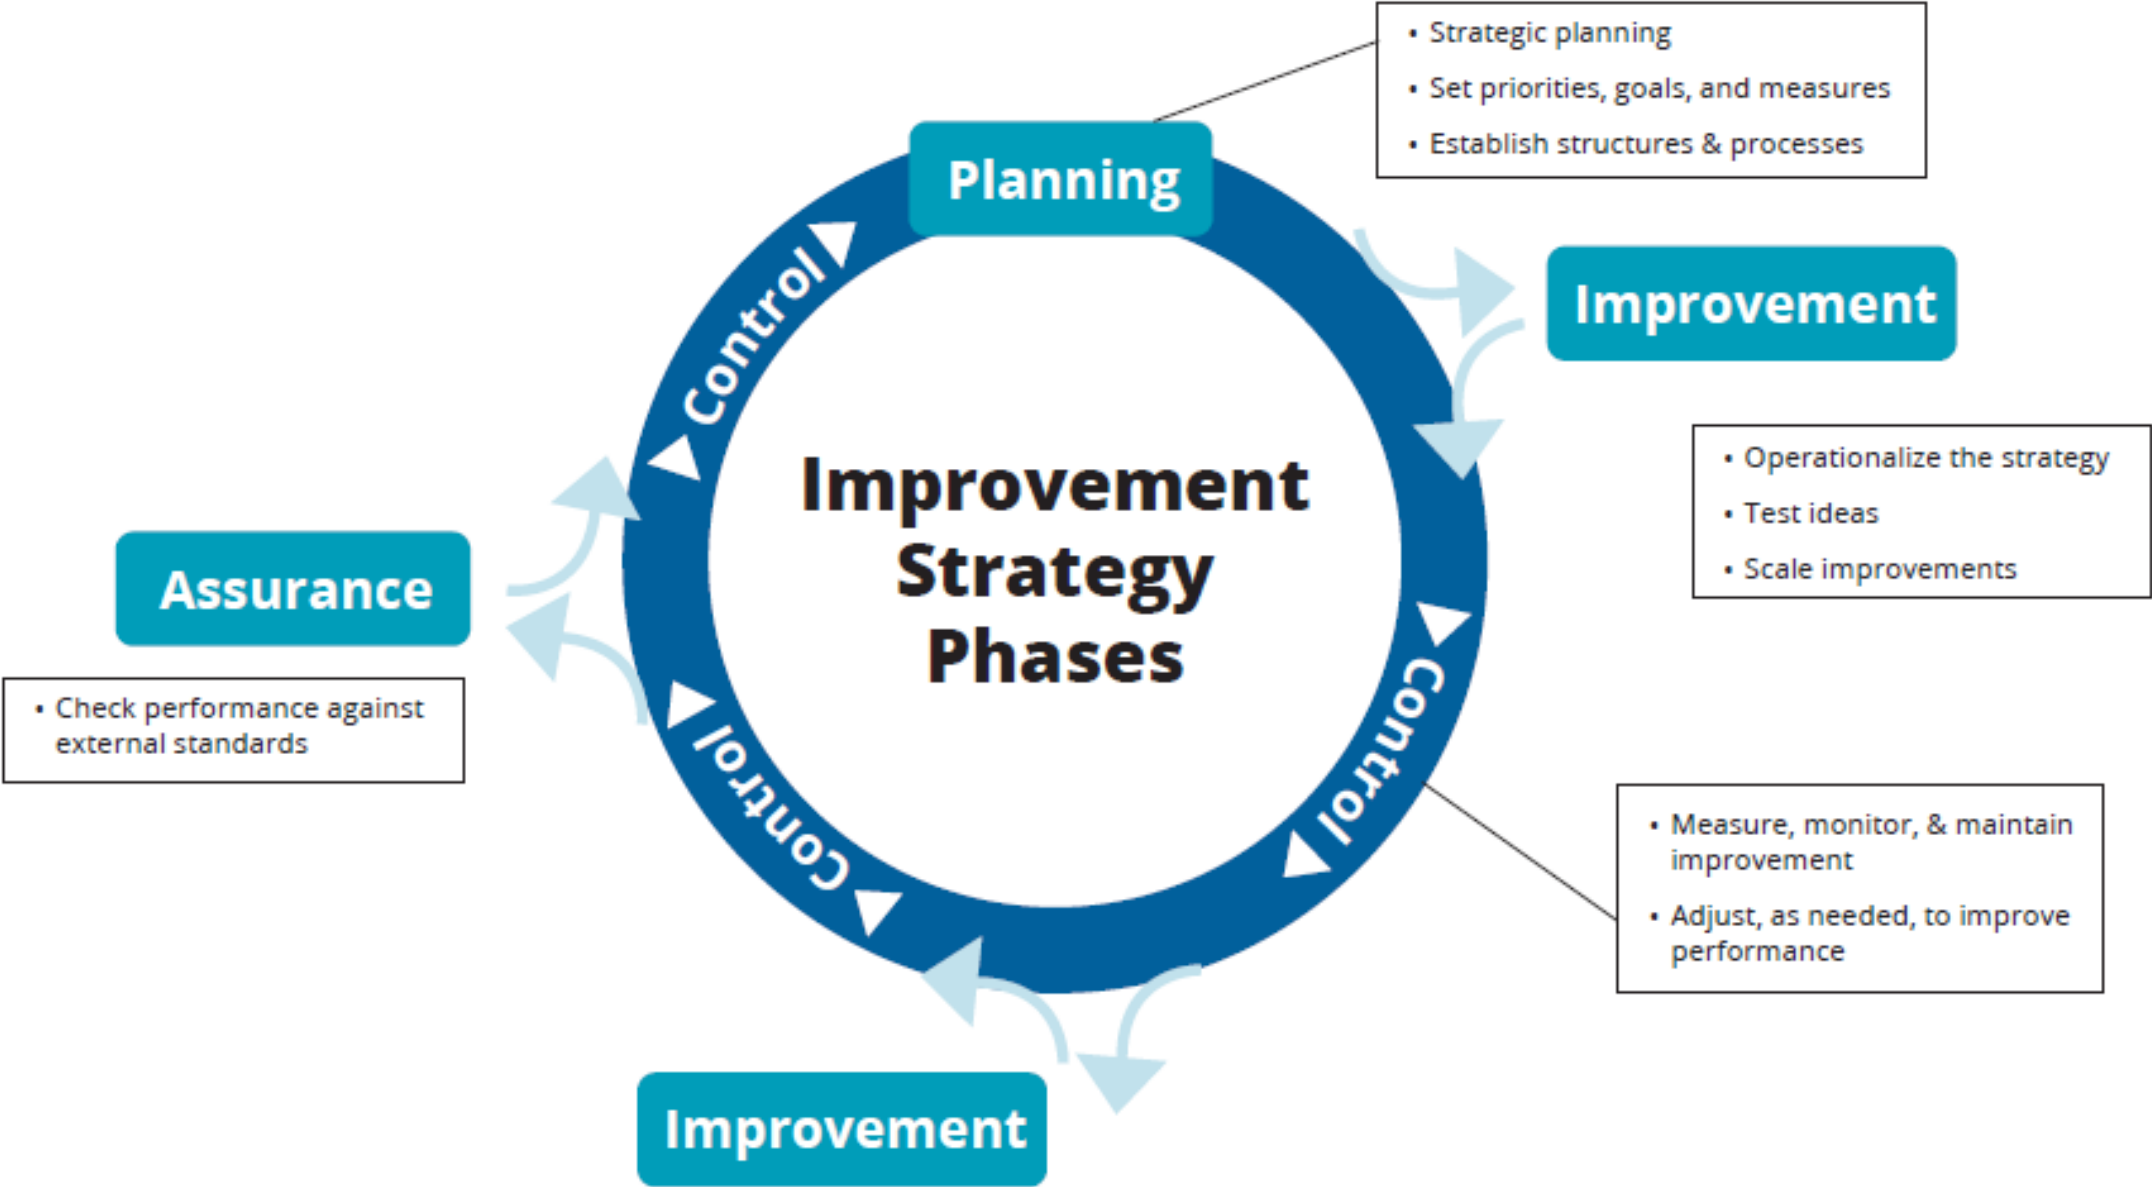 • Strategic planning
• Set priorities, goals, and measures
• Establish structures & processes
Planning
Improvement
• Operationalize the strategy
• Test ideas
• Scale improvements
Control
Improvement
Strategy
Phases
Assurance
• Check performance against
external standards
Control
Control
• Measure, monitor, & maintain
improvement
• Adjust, as needed, to improve
performance
Improvement